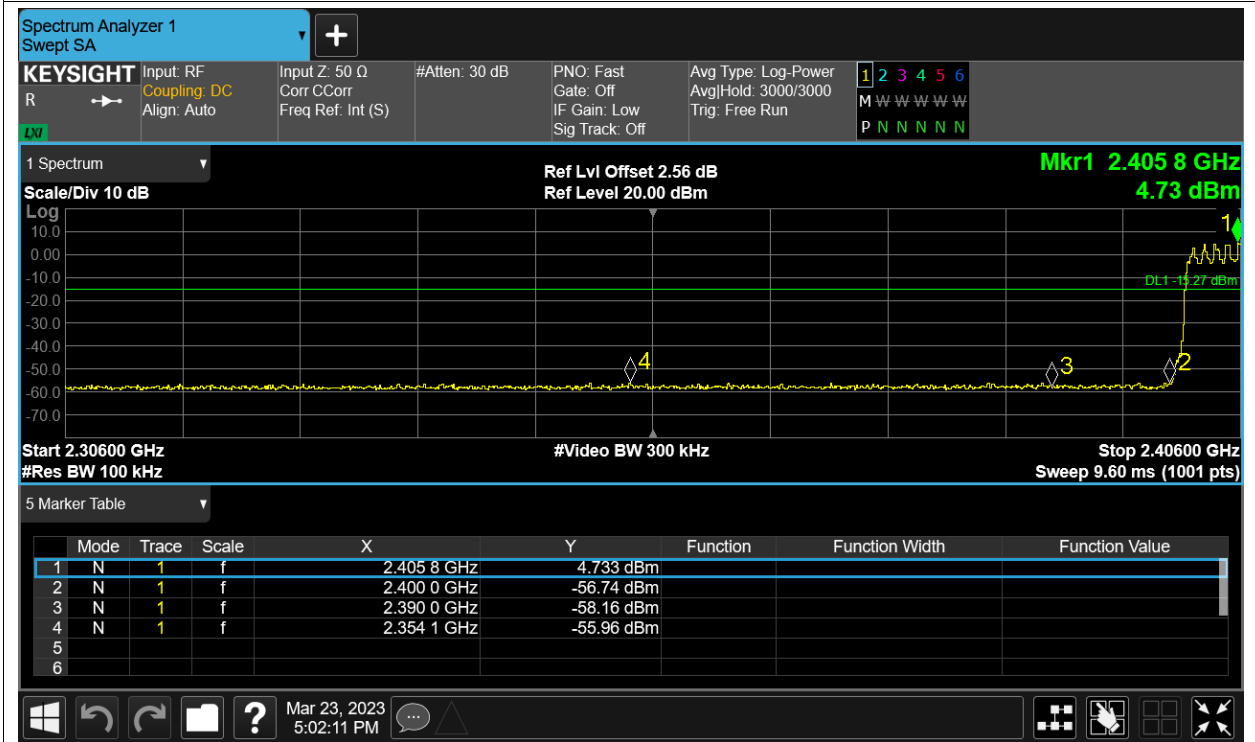 Spectrum Analyzer 1
Swept SA
+
KEYSIGHT
R
LXI
Input: RF
Coupling: DC
Align: Auto
Input Z: 50 Ω
Corr CCorr
Freq Ref: Int (S)
#Atten: 30 dB
PNO: Fast
Gate: Off
IF Gain: Low
Sig Track: Off
Avg Type: Log-Power
Avg|Hold: 3000/3000
Trig: Free Run
1 2 3 4 5 6
M W W W W W
P N N N N N
1 Spectrum
Scale/Div 10 dB
Ref Lvl Offset 2.56 dB
Ref Level 20.00 dBm
Mkr1 2.405 8 GHz
4.73 dBm
Log
10.0
0.00
-10.0
-20.0
-30.0
-40.0
-50.0
-60.0
-70.0
1
DL1 -15.27 dBm
4
3
2
Start 2.30600 GHz
#Res BW 100 kHz
#Video BW 300 kHz
Stop 2.40600 GHz
Sweep 9.60 ms (1001 pts)
5 Marker Table
Mode Trace Scale X Y Function Function Width Function Value
1 N 1 f 2.405 8 GHz 4.733 dBm
2 N 1 f 2.400 0 GHz -56.74 dBm
3 N 1 f 2.390 0 GHz -58.16 dBm
4 N 1 f 2.354 1 GHz -55.96 dBm
5
6
?
Mar 23, 2023
5:02:11 PM